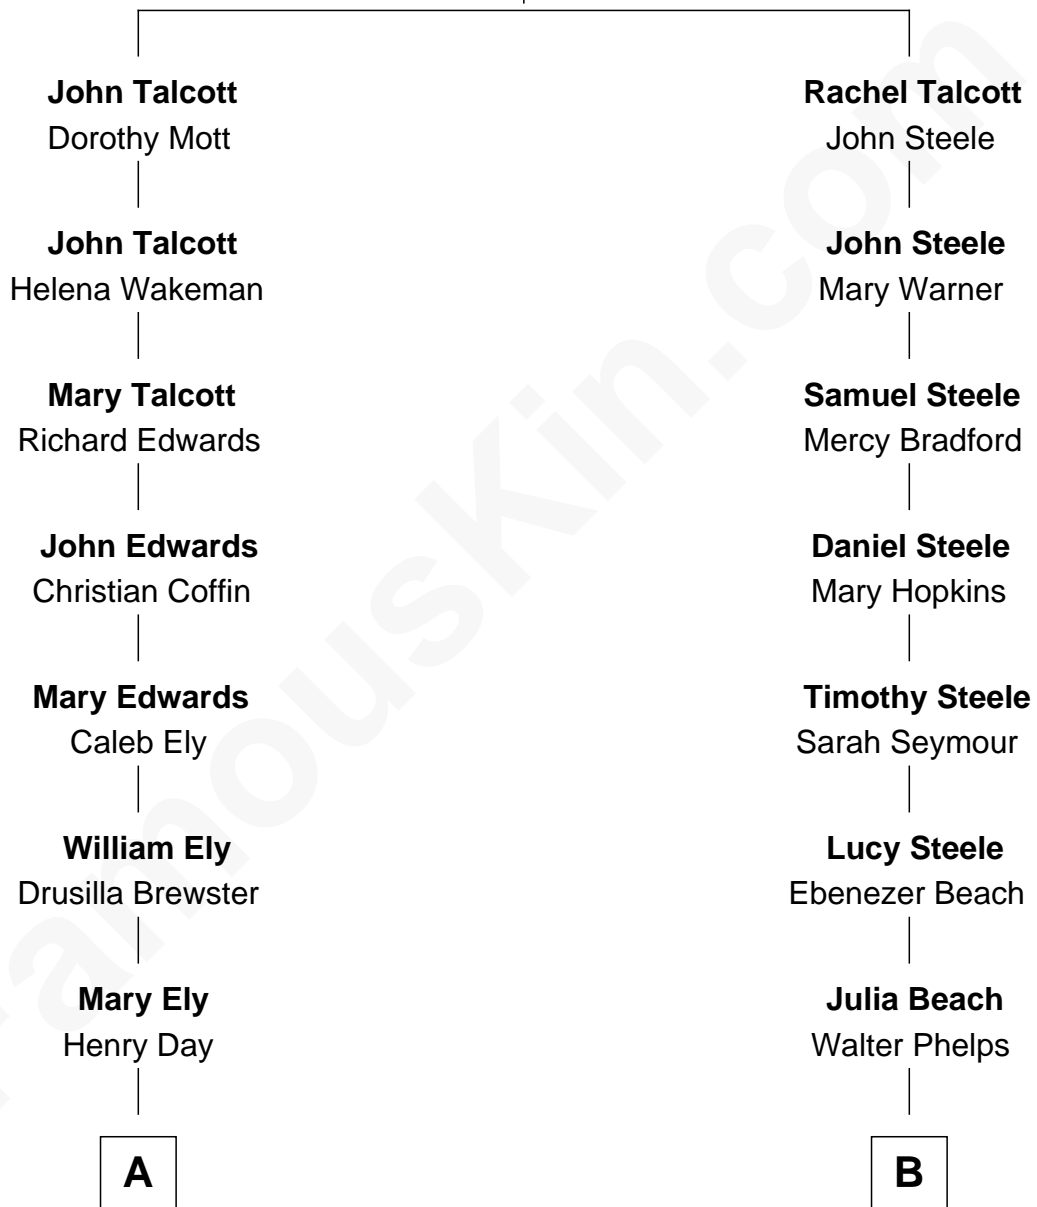 John Talcott
Dorothy Mott
John Talcott
Helena Wakeman
Mary Talcott
Richard Edwards
John Edwards
Christian Coffin
Mary Edwards
Caleb Ely
William Ely
Drusilla Brewster
Mary Ely
Henry Day
A
Rachel Talcott
John Steele
John Steele
Mary Warner
Samuel Steele
Mercy Bradford
Daniel Steele
Mary Hopkins
Timothy Steele
Sarah Seymour
Lucy Steele
Ebenezer Beach
Julia Beach
Walter Phelps
B
FamousKin.com